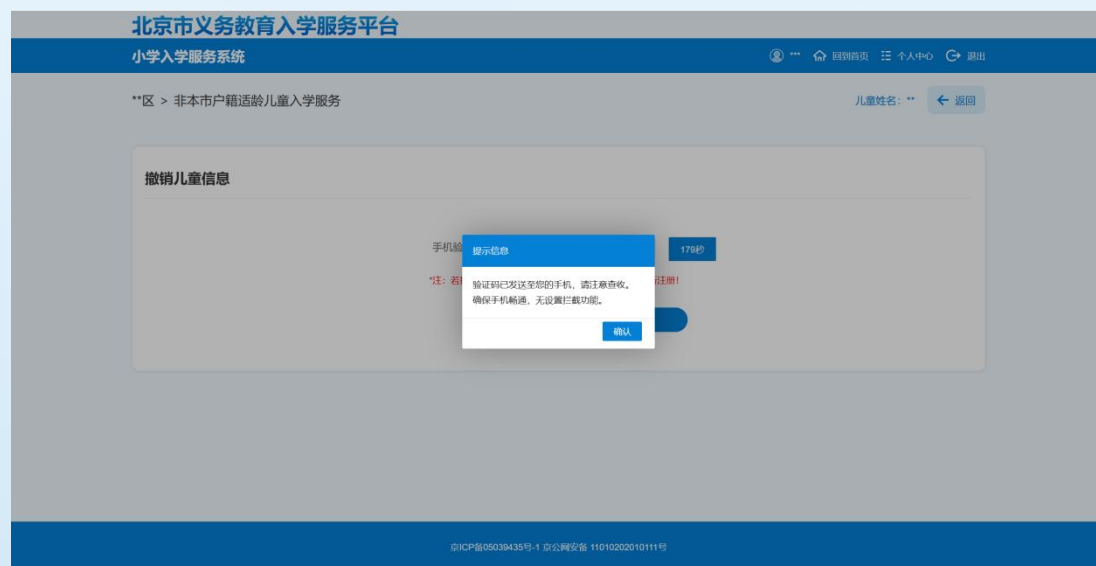 北京市义务教育入学服务平台
小学入学服务系统
*** 回到首页 个人中心 退出
**区 > 非本市户籍适龄儿童入学服务
儿童姓名：** 返回
撤销儿童信息
手机验
179秒
提示信息
*注：若
注册！
验证码已发送至您的手机，请注意查收。
确保手机畅通，无设置拦截功能。
确认
京ICP备05039435号-1 京公网安备 11010202010111号